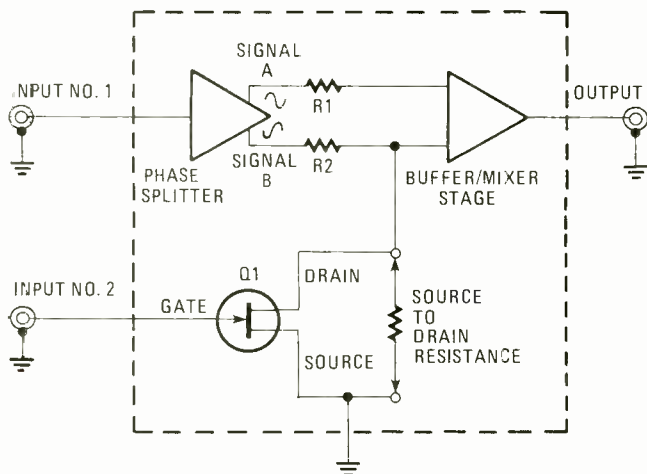 SIGNAL
A
INPUT NO. 1
R1
OUTPUT
SIGNAL
B
R2
PHASE
SPLITTER
BUFFER/MIXER
STAGE
Q1
DRAIN
INPUT NO. 2
GATE
SOURCE
TO
DRAIN
RESISTANCE
SOURCE